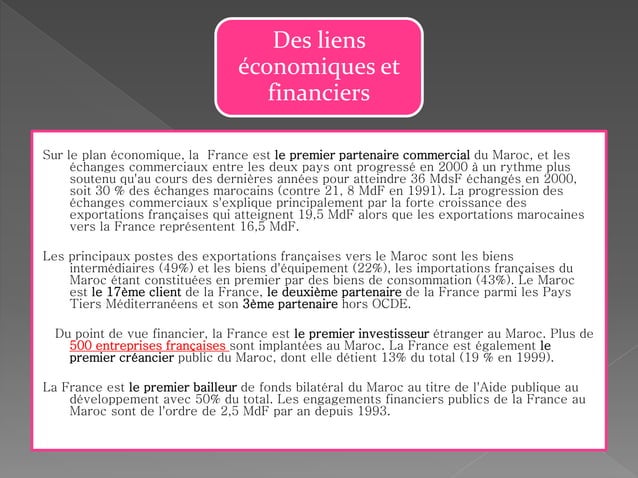 Des liens
économiques et
financiers
Sur le plan économique, la France est le premier partenaire commercial du Maroc, et les
échanges commerciaux entre les deux pays ont progressé en 2000 à un rythme plus
soutenu qu'au cours des dernières années pour atteindre 36 MdsF échangés en 2000,
soit 30 % des échanges marocains (contre 21, 8 MdF en 1991). La progression des
échanges commerciaux s'explique principalement par la forte croissance des
exportations françaises qui atteignent 19,5 MdF alors que les exportations marocaines
vers la France représentent 16,5 MdF.
Les principaux postes des exportations françaises vers le Maroc sont les biens
intermédiaires (49%) et les biens d'équipement (22%), les importations françaises du
Maroc étant constituées en premier par des biens de consommation (43%). Le Maroc
est le 17ème client de la France, le deuxième partenaire de la France parmi les Pays
Tiers Méditerranéens et son 3ème partenaire hors OCDE.
Du point de vue financier, la France est le premier investisseur étranger au Maroc. Plus de
500 entreprises françaises sont implantées au Maroc. La France est également le
premier créancier public du Maroc, dont elle détient 13% du total (19 % en 1999).
La France est le premier bailleur de fonds bilatéral du Maroc au titre de l'Aide publique au
développement avec 50% du total. Les engagements financiers publics de la France au
Maroc sont de l'ordre de 2,5 MdF par an depuis 1993.